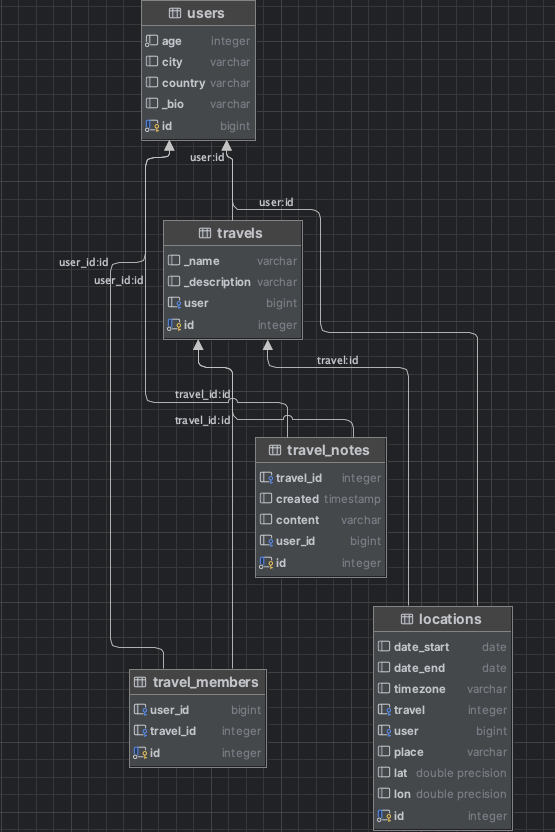 users
age integer
city varchar
country varchar
_bio varchar
id bigint
user:id
user:id
travels
_name varchar
_description varchar
user bigint
id integer
user_id:id
user_id:id
travel:id
travel_id:id
travel_id:id
travel_notes
travel_id integer
created timestamp
content varchar
user_id bigint
id integer
locations
date_start date
date_end date
timezone varchar
travel integer
user bigint
place varchar
lat double precision
lon double precision
id integer
travel_members
user_id bigint
travel_id integer
id integer